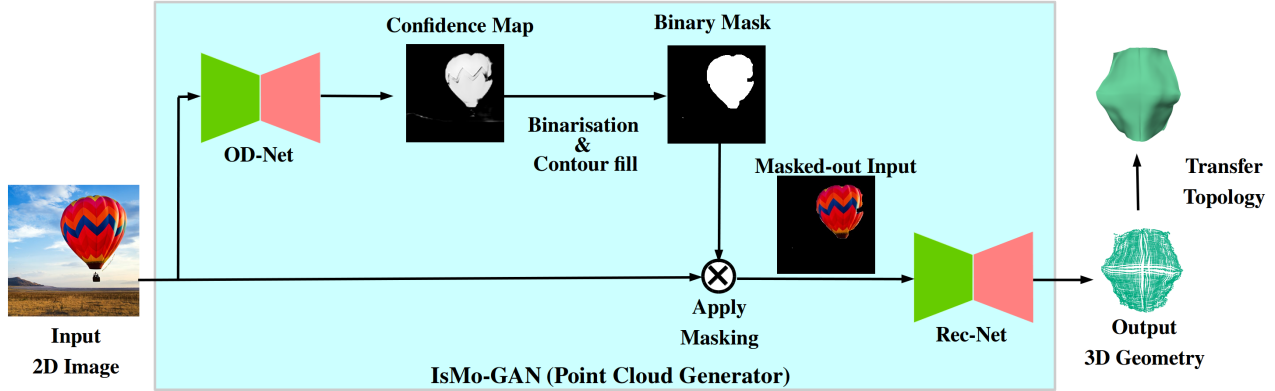 Confidence Map
Binary Mask
OD-Net
Binarisation
&
Contour fill
Masked-out Input
Transfer
Topology
Apply
Masking
Rec-Net
Input
2D Image
Output
3D Geometry
IsMo-GAN (Point Cloud Generator)